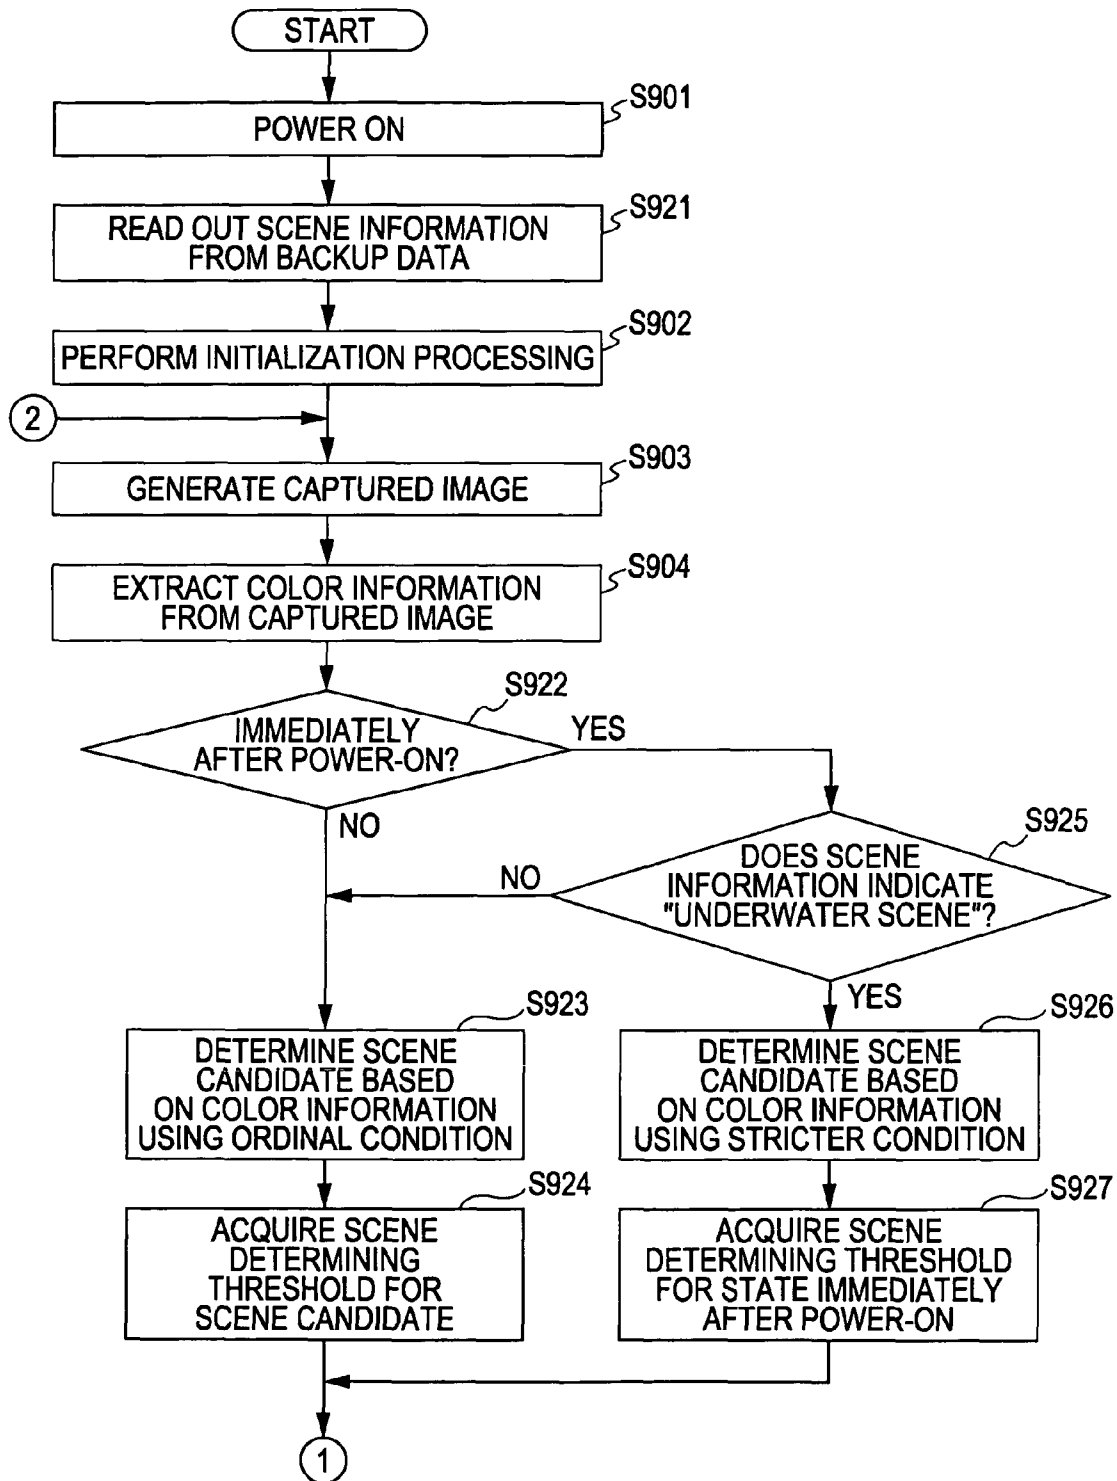 START
S901
POWER ON
S921
READ OUT SCENE INFORMATION
FROM BACKUP DATA
S902
PERFORM INITIALIZATION PROCESSING
2
S903
GENERATE CAPTURED IMAGE
S904
EXTRACT COLOR INFORMATION
FROM CAPTURED IMAGE
S922
IMMEDIATELY
AFTER POWER-ON?
YES
NO
S925
DOES SCENE
INFORMATION INDICATE
"UNDERWATER SCENE"?
NO
YES
S923
DETERMINE SCENE
CANDIDATE BASED
ON COLOR INFORMATION
USING ORDINAL CONDITION
S926
DETERMINE SCENE
CANDIDATE BASED
ON COLOR INFORMATION
USING STRICTER CONDITION
S924
ACQUIRE SCENE
DETERMINING
THRESHOLD FOR
SCENE CANDIDATE
S927
ACQUIRE SCENE
DETERMINING THRESHOLD
FOR STATE IMMEDIATELY
AFTER POWER-ON
1